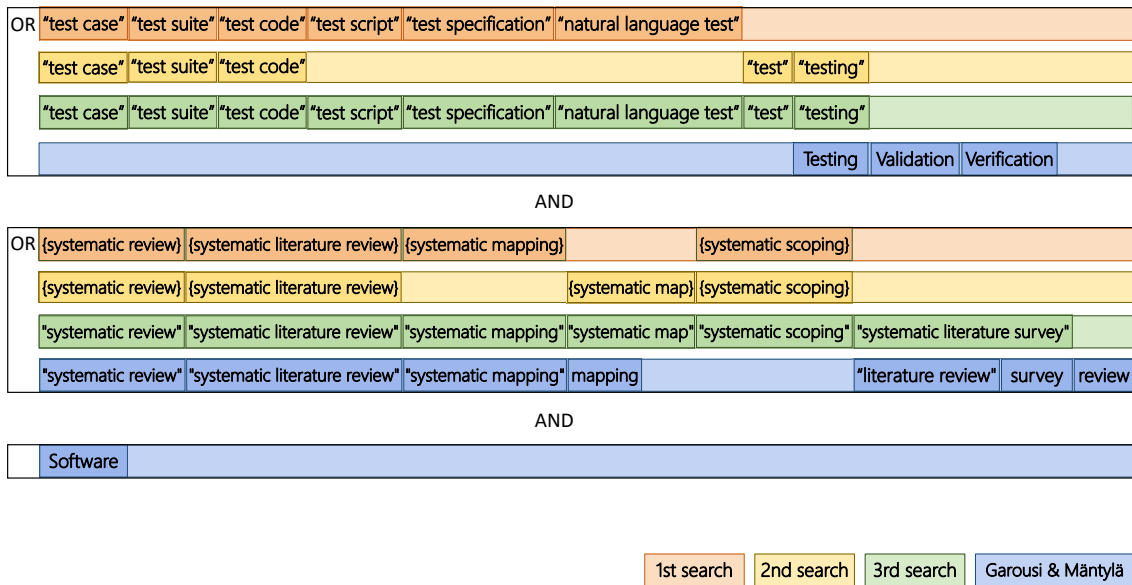 OR “test case” “test suite” “test code” “test script” “test specification” “natural language test”
“test case” “test suite” “test code” “test” “testing”
“test case” “test suite” “test code” “test script” “test specification” “natural language test” “test” “testing”
Testing Validation Verification
AND
OR {systematic review} {systematic literature review} {systematic mapping} {systematic scoping}
{systematic review} {systematic literature review} {systematic map} {systematic scoping}
"systematic review" "systematic literature review" "systematic mapping" "systematic map" "systematic scoping" "systematic literature survey"
"systematic review" "systematic literature review" "systematic mapping" mapping “literature review" survey review
AND
Software
1st search 2nd search 3rd search Garousi & Mäntylä